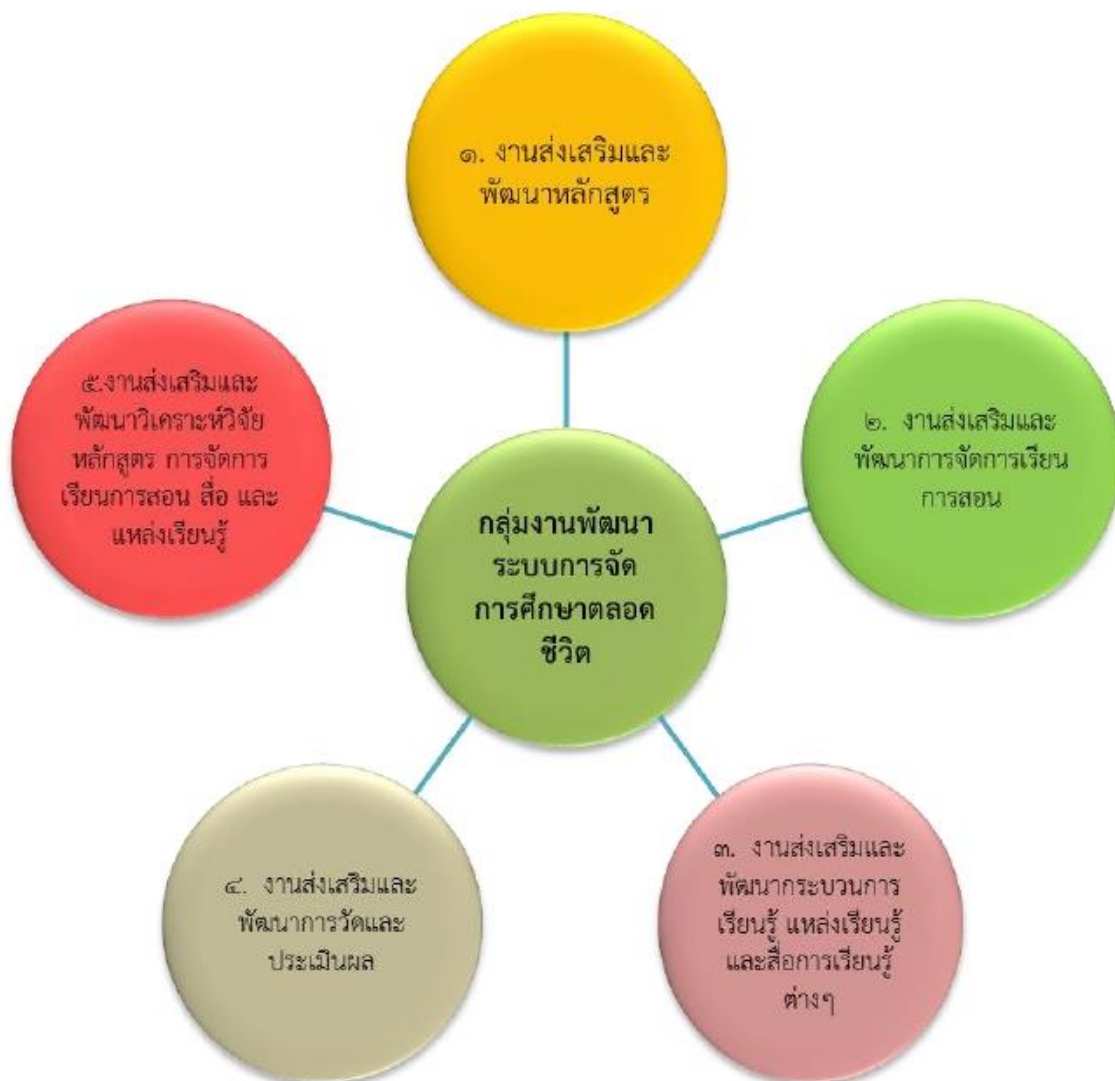 ๑. งานส่งเสริมและ
พัฒนาหลักสูตร
๒. งานส่งเสริมและ
พัฒนาการจัดการเรียน
การสอน
๓. งานส่งเสริมและ
พัฒนากระบวนการ
เรียนรู้ แหล่งเรียนรู้
และสื่อการเรียนรู้
ต่างๆ
๔. งานส่งเสริมและ
พัฒนาการวัดและ
ประเมินผล
๕.งานส่งเสริมและ
พัฒนาวิเคราะห์วิจัย
หลักสูตร การจัดการ
เรียนการสอน สื่อ และ
แหล่งเรียนรู้
กลุ่มงานพัฒนา
ระบบการจัด
การศึกษาตลอด
ชีวิต